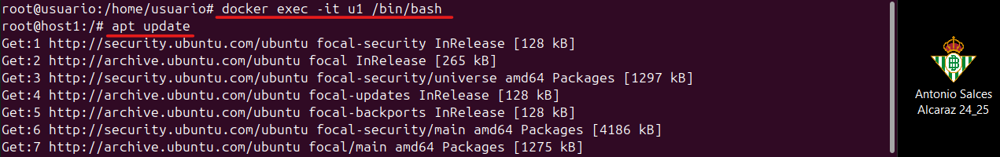 root@usuario:/home/usuario# docker exec -it u1 /bin/bash
root@host1:/# apt update
Get:1 http://security.ubuntu.com/ubuntu focal-security InRelease [128 kB]
Get:2 http://archive.ubuntu.com/ubuntu focal InRelease [265 kB]
Get:3 http://security.ubuntu.com/ubuntu focal-security/universe amd64 Packages [1297 kB]
Get:4 http://archive.ubuntu.com/ubuntu focal-updates InRelease [128 kB]
Get:5 http://archive.ubuntu.com/ubuntu focal-backports InRelease [128 kB]
Get:6 http://security.ubuntu.com/ubuntu focal-security/main amd64 Packages [4186 kB]
Get:7 http://archive.ubuntu.com/ubuntu focal/main amd64 Packages [1275 kB]
Antonio Salces
Alcaraz 24_25